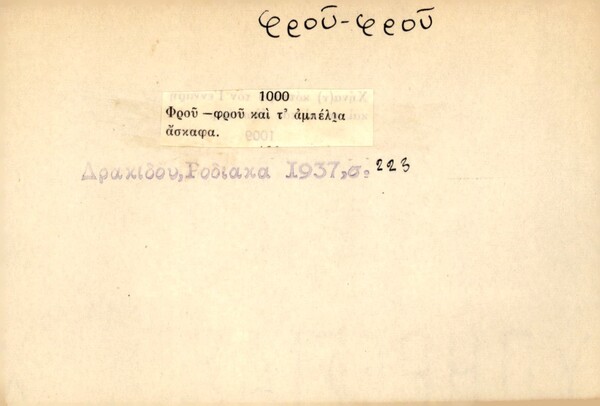 φροῦ-φροῦ
1000
Φροῦ —φροῦ καὶ τ' ἀμπέλια
ἄσκαφα.
Δρακίδου, Ροδιακα 1937,σ. 223